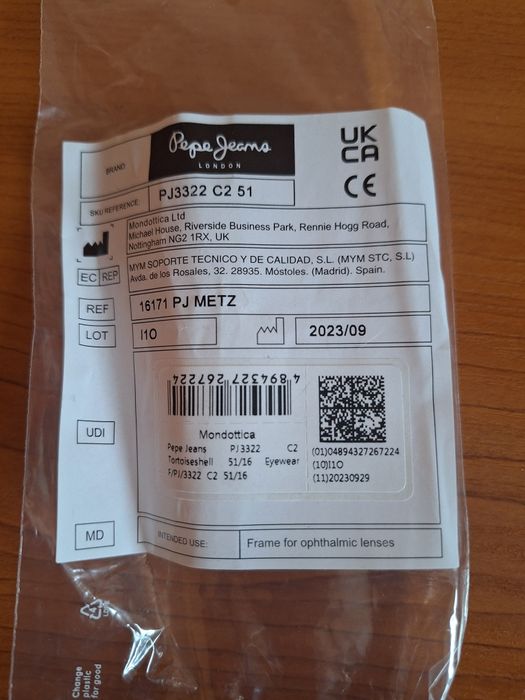 Pepe Jeans
LONDON
BRAND
UK
CA
CE
SKU REFERENCE:
PJ3322 C2 51
Mondottica Ltd
Michael House, Riverside Business Park, Rennie Hogg Road,
Nottingham NG2 1RX, UK
EC REP
MYM SOPORTE TECNICO Y DE CALIDAD, S.L. (MYM STC, S.L)
Avda. de los Rosales, 32. 28935. Móstoles. (Madrid). Spain.
REF
16171 PJ METZ
LOT
I1O
2023/09
UDI
4 894327 267224
Mondottica
Pepe Jeans PJ3322 C2
Tortoiseshell 51/16 Eyewear
F/PJ/3322 C2 51/16
(01)04894327267224
(10)I1O
(11)20230929
MD
INTENDED USE:
Frame for ophthalmic lenses
Change
plastic
for good